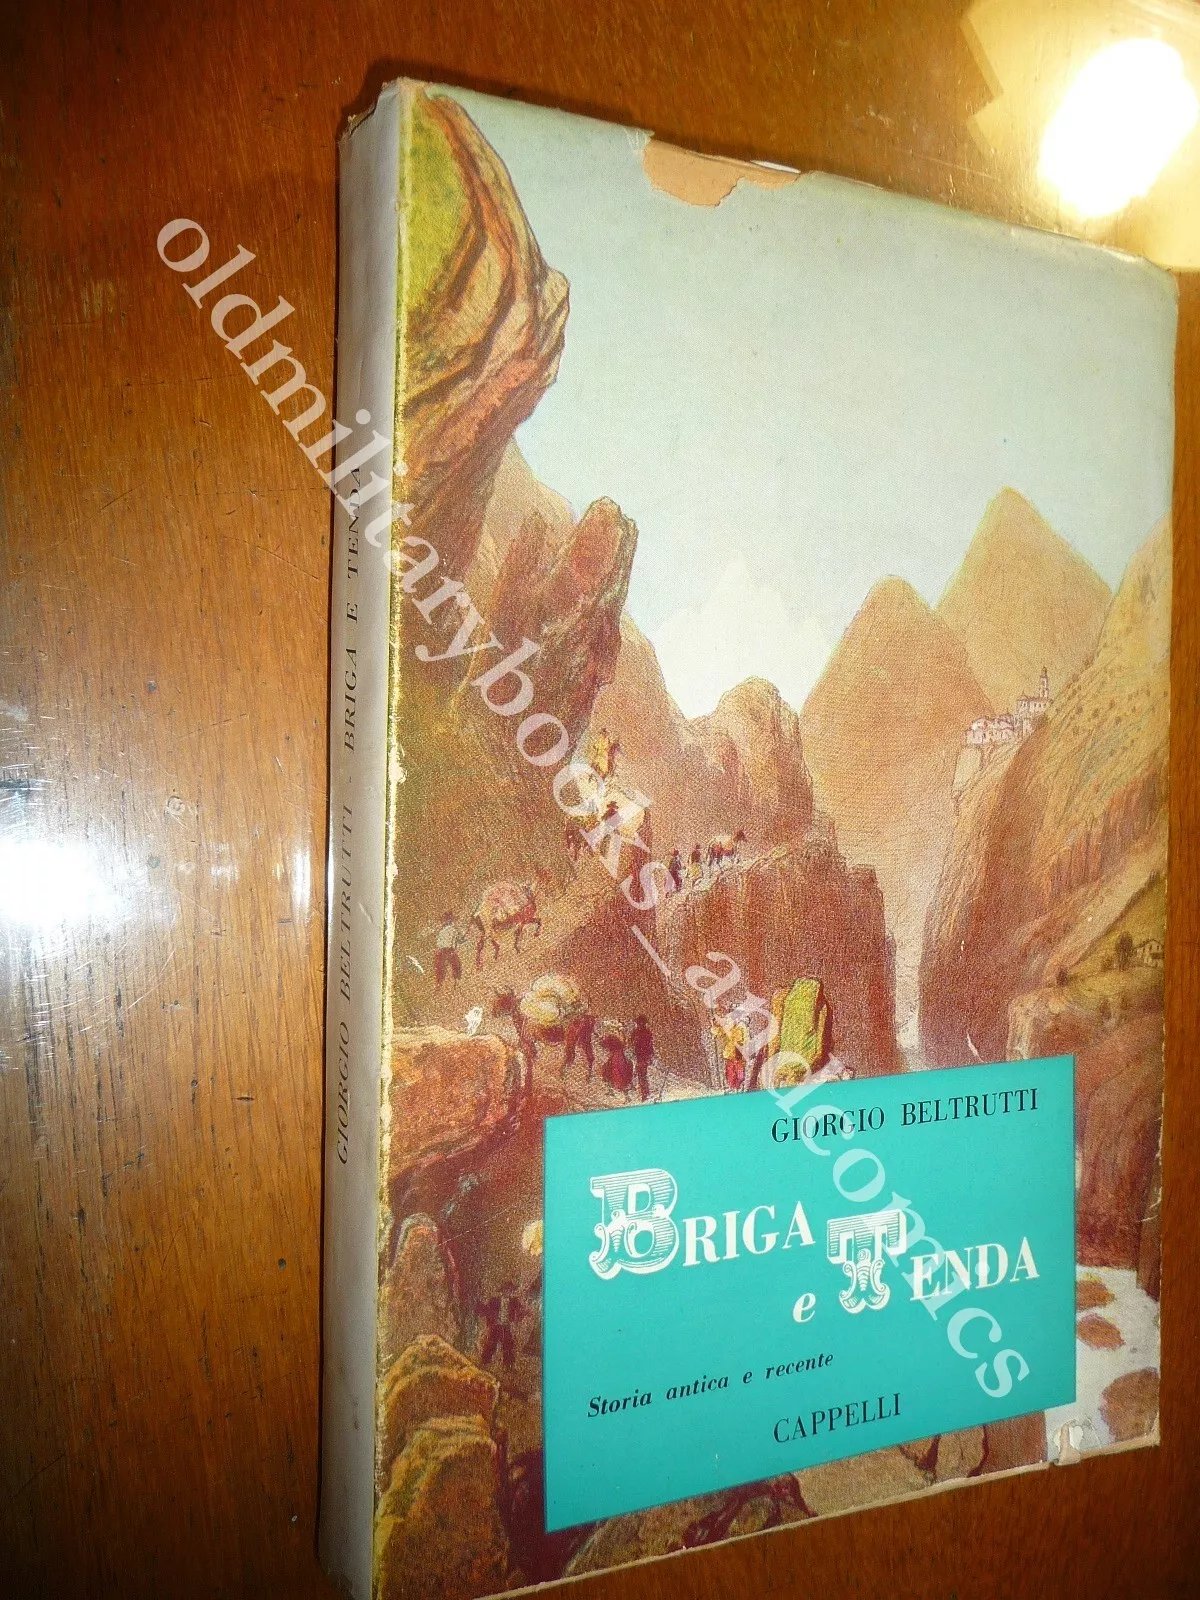 GIORGIO BELTRUTTI - BRIGA E TENDA
GIORGIO BELTRUTTI
BRIGA
e TENDA
Storia antica e recente
CAPPELLI
oldmilitarybooks_andcomics